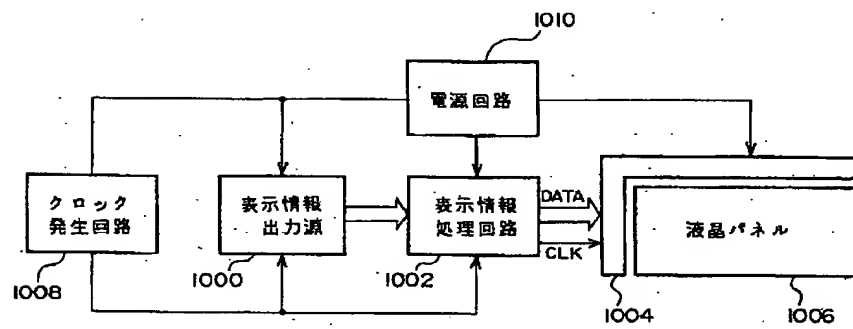 1010
電源回路
クロック
発生回路
表示情報
出力源
表示情報
処理回路
DATA
CLK
液晶パネル
1008
1000
1002
1004
1006